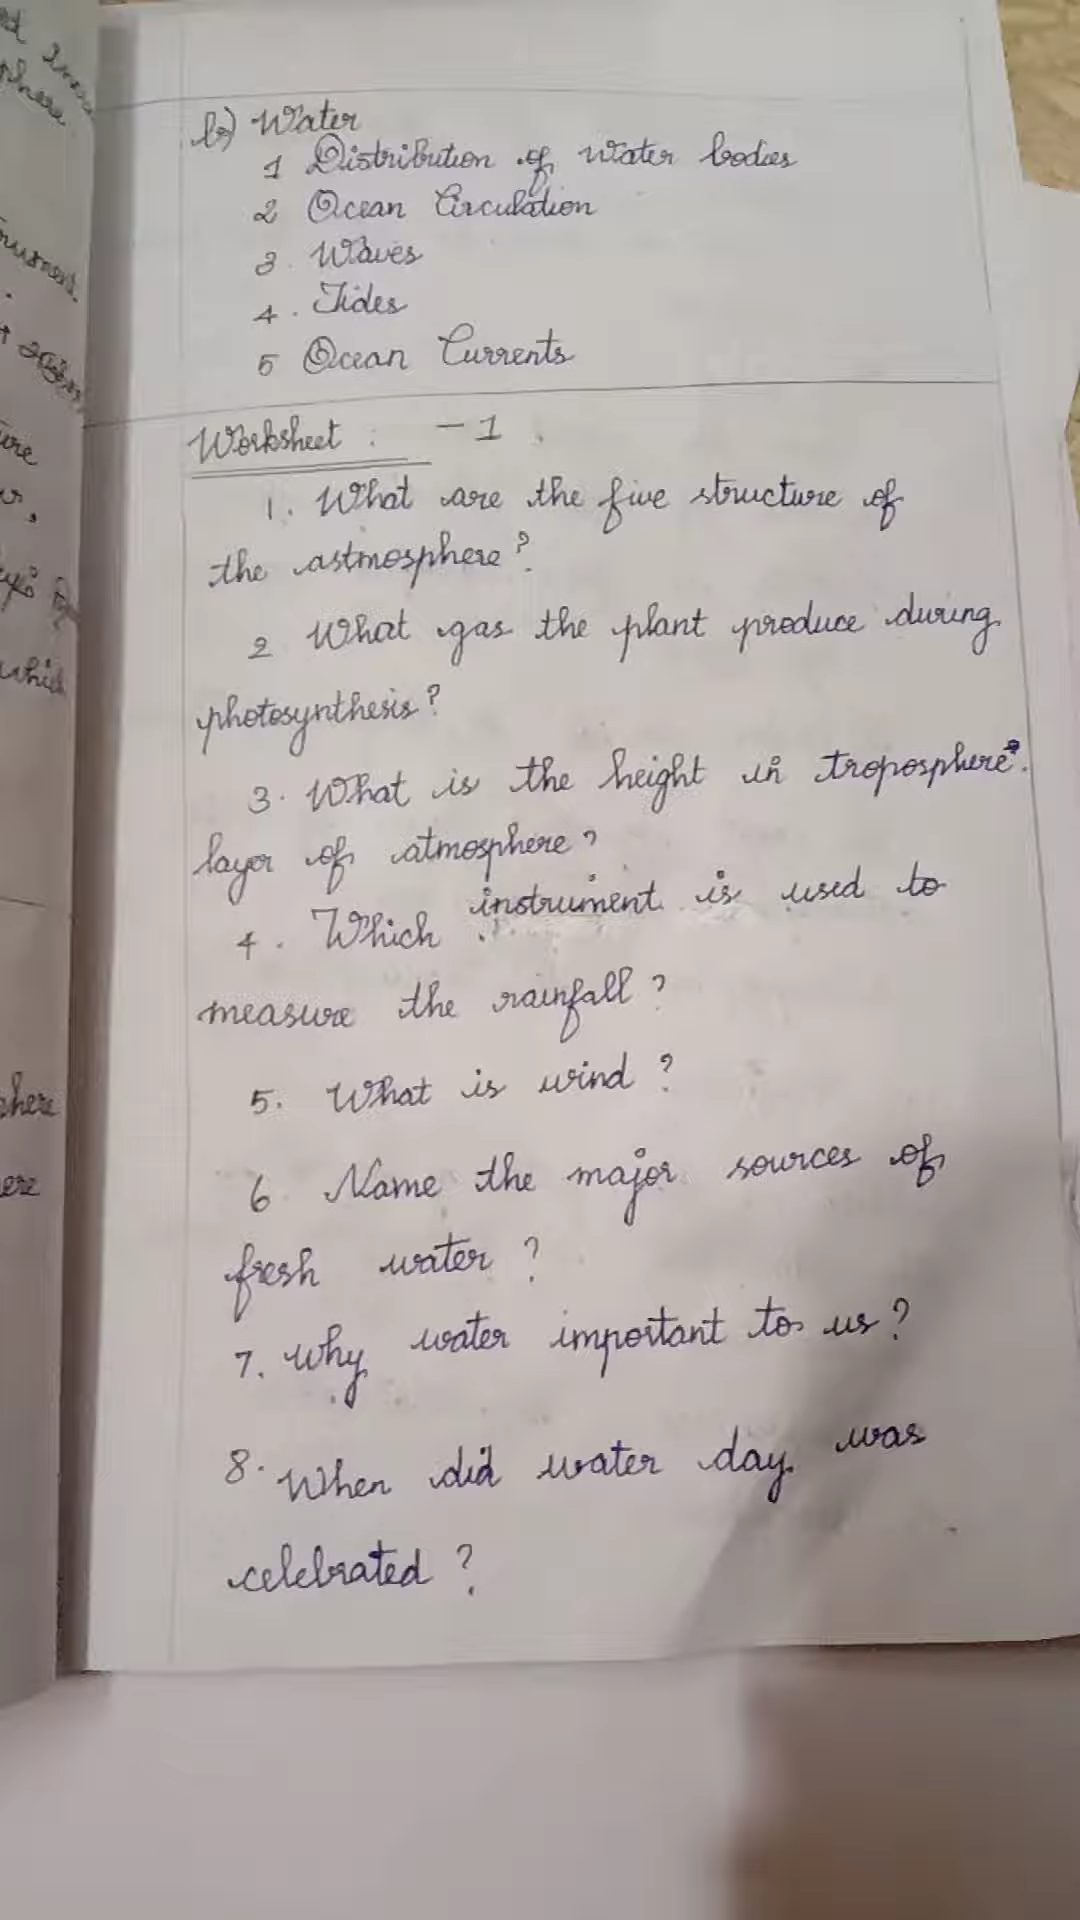 b) Water
1 Distribution of Water bodies
2 Ocean Circulation
3. Waves
4. Tides
5 Ocean Currents
Worksheet : - 1
1. What are the five structure of
the astmosphere?
2 What gas the plant produce during
photosynthesis?
3. What is the height in troposphere
layer of atmosphere?
4. Which instrument is used to
measure the rainfall?
5. What is wind?
6 Name the major sources of
fresh water?
7. Why water important to us?
8. When did water day was
celebrated?
phere
which
phere
ere